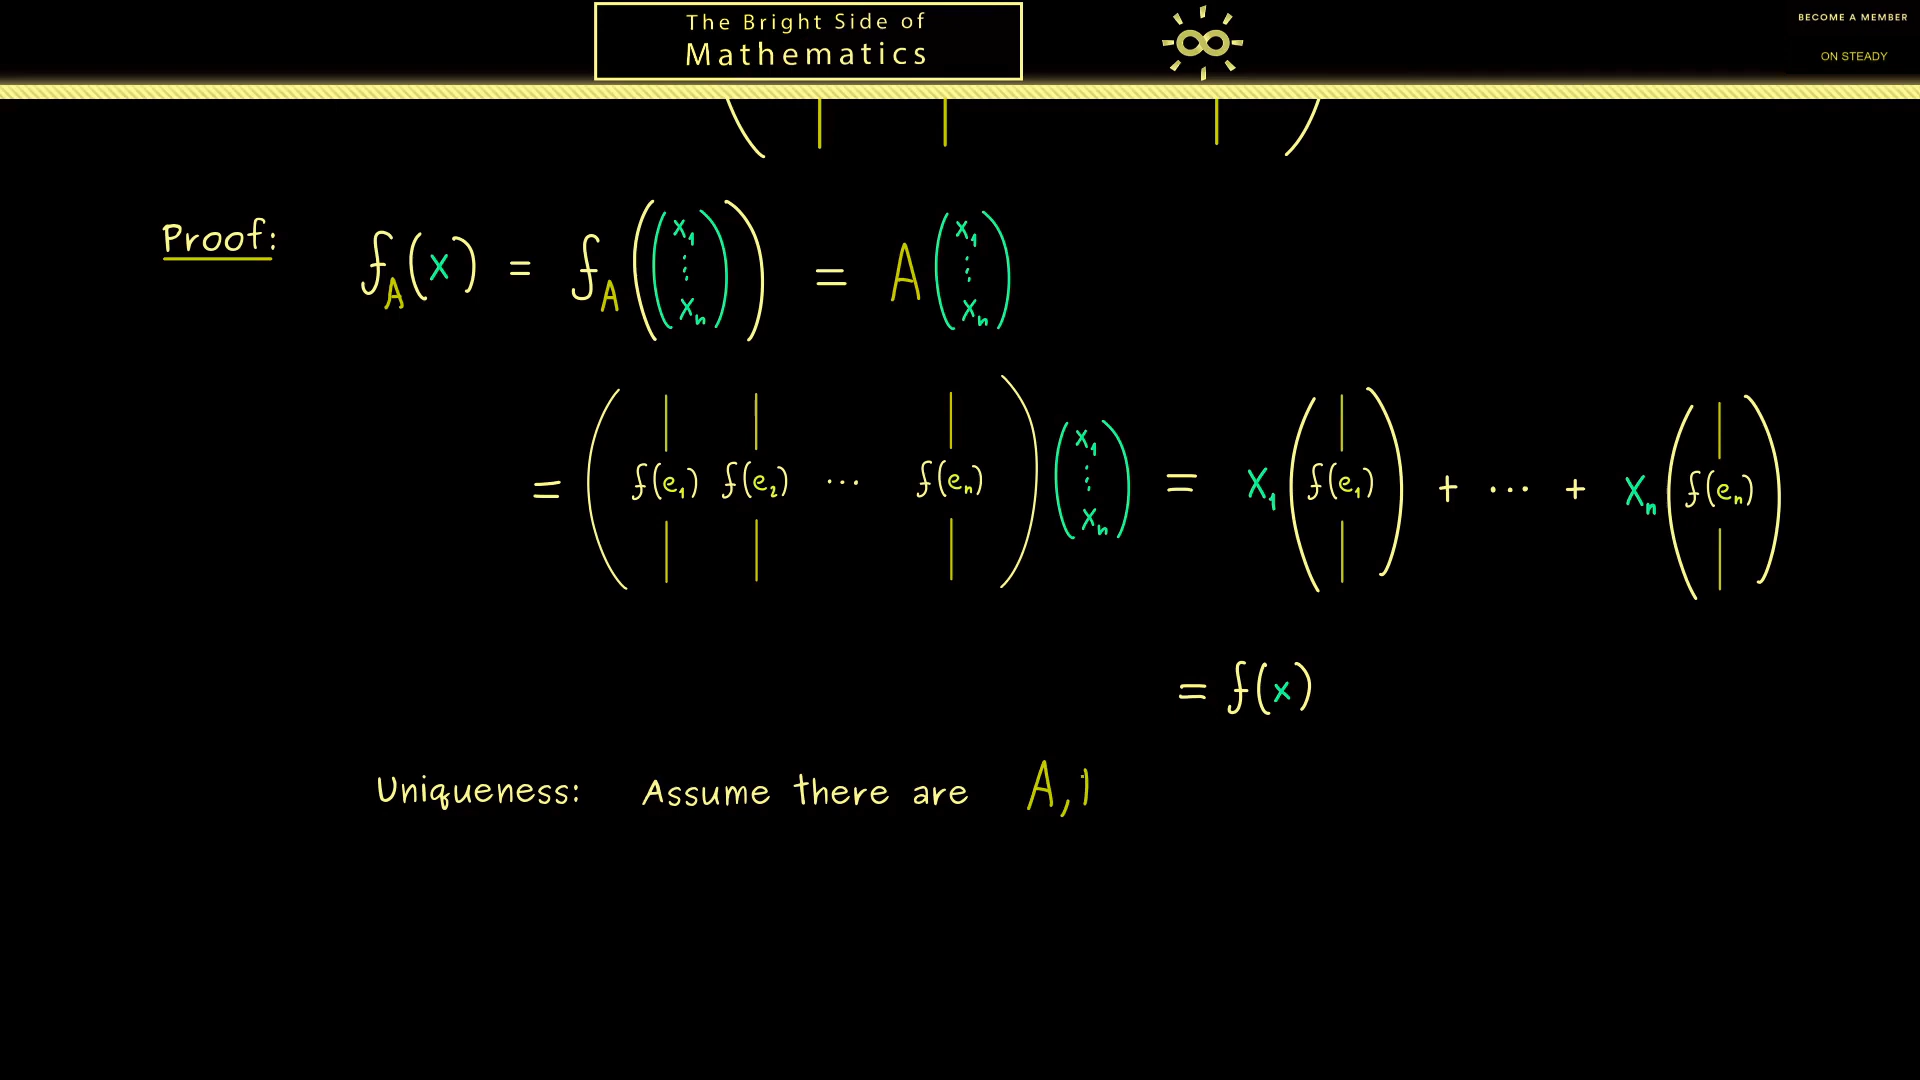 The Bright Side of
Mathematics
BECOME A MEMBER
ON STEADY
Proof: f_A(x) = f_A((x_1 ⋮ x_n)) = A(x_1 ⋮ x_n)
= (f(e_1) f(e_2) ⋯ f(e_n))(x_1 ⋮ x_n) = x_1(f(e_1)) + ⋯ + x_n(f(e_n))
= f(x)
Uniqueness: Assume there are A,